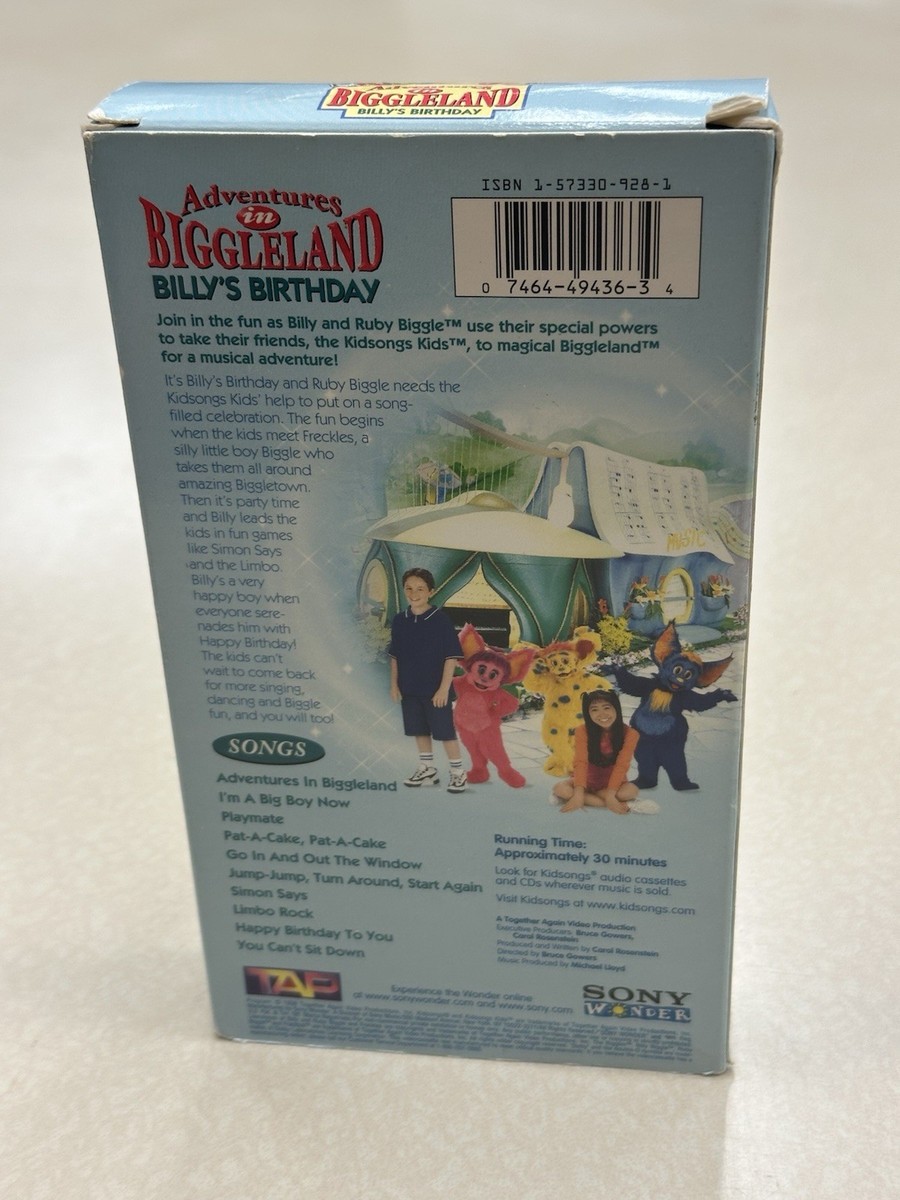 Adventures
in
BIGGLELAND
BILLY'S BIRTHDAY
Adventures
in
BIGGLELAND
BILLY'S BIRTHDAY
ISBN 1-57330-928-1
0 7464-49436-3 4
Join in the fun as Billy and Ruby Biggle™ use their special powers
to take their friends, the Kidsongs Kids™, to magical Biggleland™
for a musical adventure!
It's Billy's Birthday and Ruby Biggle needs the
Kidsongs Kids' help to put on a song-
filled celebration. The fun begins
when the kids meet Freckles, a
silly little boy Biggle who
takes them all around
amazing Biggletown.
Then it's party time
and Billy leads the
kids in fun games
like Simon Says
and the Limbo.
Billy's a very
happy boy when
everyone sere-
nades him with
Happy Birthday!
The kids can't
wait to come back
for more singing,
dancing and Biggle
fun, and you will too!
MUSIC
SONGS
Adventures In Biggleland
I'm A Big Boy Now
Playmate
Pat-A-Cake, Pat-A-Cake
Go In And Out The Window
Jump-Jump, Turn Around, Start Again
Simon Says
Limbo Rock
Happy Birthday To You
You Can't Sit Down
Running Time:
Approximately 30 minutes
Look for Kidsongs® audio cassettes
and CDs wherever music is sold.
Visit Kidsongs at www.kidsongs.com
A Together Again Video Production
Executive Producers: Bruce Gowers,
Carol Rosenstein
Produced and Written by Carol Rosenstein
Directed by Bruce Gowers
Music Produced by Michael Lloyd
TAP
Experience the Wonder online
at www.sonywonder.com and www.sony.com
SONY
WONDER